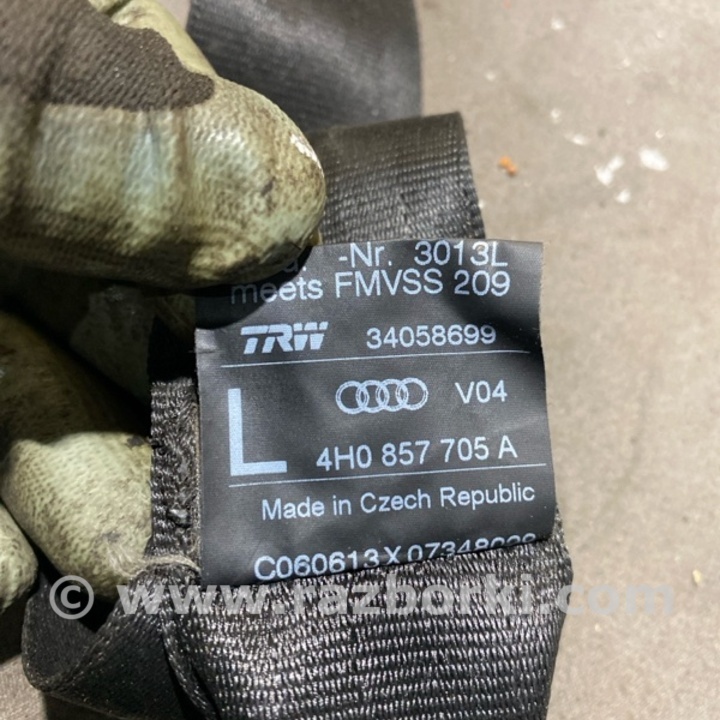 -Nr. 3013L
meets FMVSS 209
TRW 34058699
L V04
4H0 857 705 A
Made in Czech Republic
© www.razborki.com